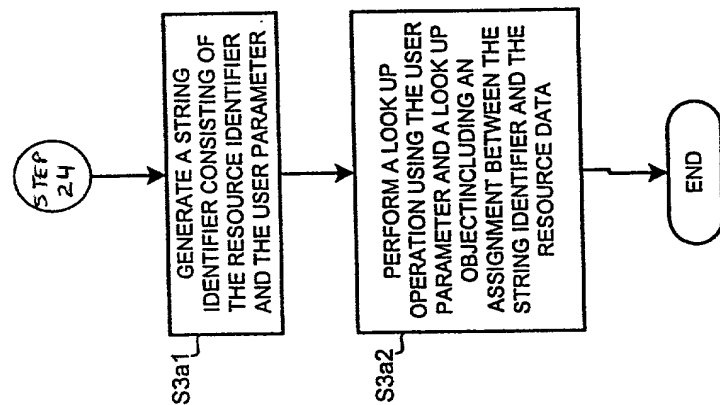 STEP
24
S3a1
GENERATE A STRING
IDENTIFIER CONSISTING OF
THE RESOURCE IDENTIFIER
AND THE USER PARAMETER
S3a2
PERFORM A LOOK UP
OPERATION USING THE USER
PARAMETER AND A LOOK UP
OBJECTINCLUDING AN
ASSIGNMENT BETWEEN THE
STRING IDENTIFIER AND THE
RESOURCE DATA
END